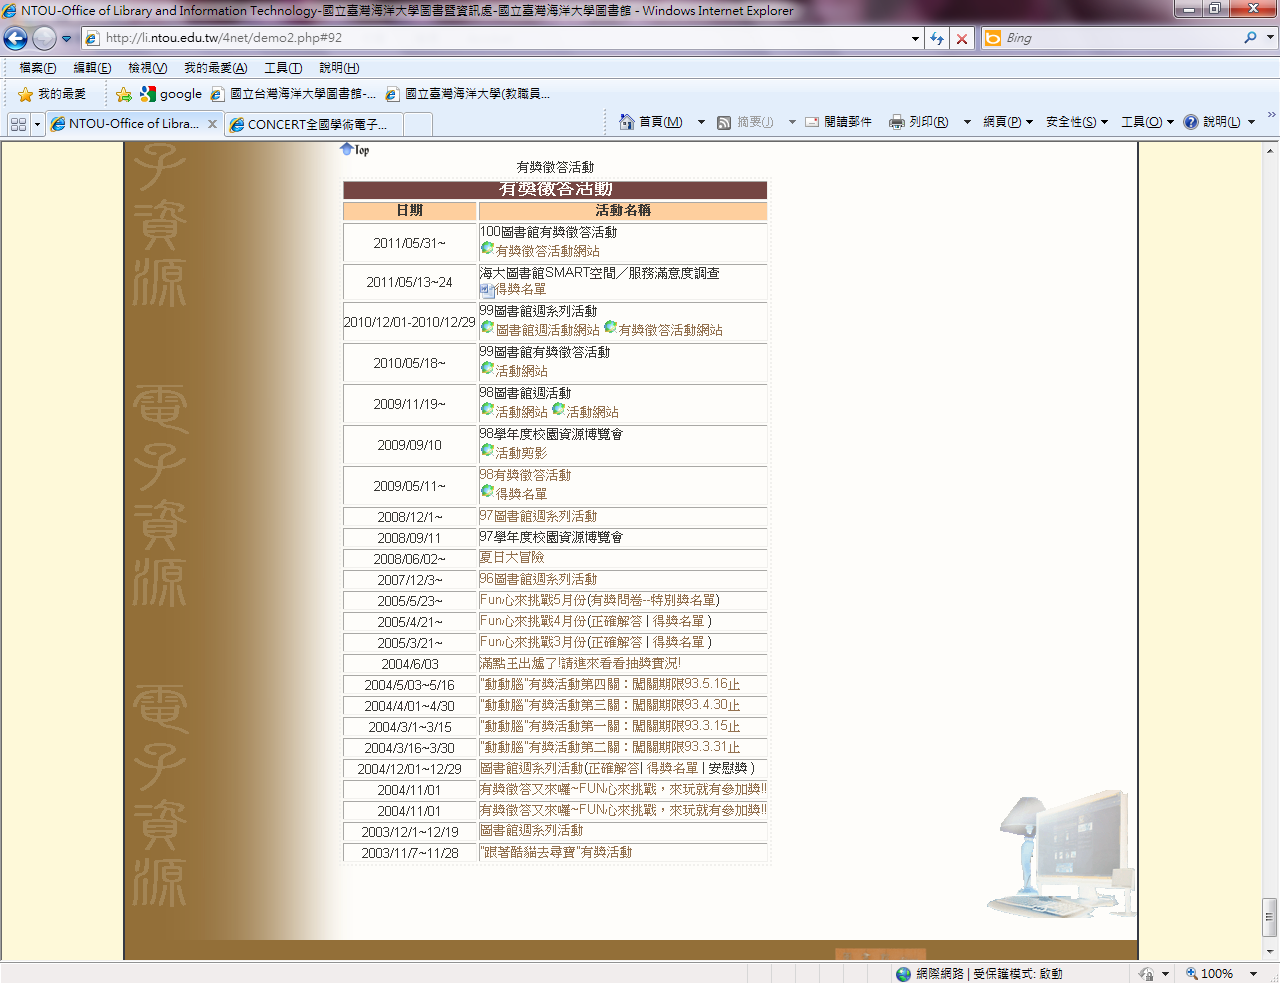 NTOU-Office of Library and Information Technology-國立臺灣海洋大學圖書暨資訊處-國立臺灣海洋大學圖書館 - Windows Internet Explorer
http://li.ntou.edu.tw/4net/demo2.php#92
Bing
檔案(F) 編輯(E) 檢視(V) 我的最愛(A) 工具(T) 說明(H)
我的最愛 google 國立台灣海洋大學圖書館-... 國立臺灣海洋大學(教職員...
NTOU-Office of Libra... CONCERT全國學術電子... 首頁(M) 摘要(J) 閱讀郵件 列印(R) 網頁(P) 安全性(S) 工具(O) 說明(L)
子資源
電子資源
電子資源
Top
有獎徵答活動
有獎徵答活動
日期 活動名稱
2011/05/31~ 100圖書館有獎徵答活動
有獎徵答活動網站
2011/05/13~24 海大圖書館SMART空間／服務滿意度調查
得獎名單
2010/12/01-2010/12/29 99圖書館週系列活動
圖書館週活動網站 有獎徵答活動網站
2010/05/18~ 99圖書館有獎徵答活動
活動網站
2009/11/19~ 98圖書館週活動
活動網站 活動網站
2009/09/10 98學年度校園資源博覽會
活動剪影
2009/05/11~ 98有獎徵答活動
得獎名單
2008/12/1~ 97圖書館週系列活動
2008/09/11 97學年度校園資源博覽會
2008/06/02~ 夏日大冒險
2007/12/3~ 96圖書館週系列活動
2005/5/23~ Fun心來挑戰5月份(有獎問卷--特別獎名單)
2005/4/21~ Fun心來挑戰4月份(正確解答 | 得獎名單 )
2005/3/21~ Fun心來挑戰3月份(正確解答 | 得獎名單 )
2004/6/03 滿點王出爐了!請進來看看抽獎實況!
2004/5/03~5/16 "動動腦"有獎活動第四關：闖關期限93.5.16止
2004/4/01~4/30 "動動腦"有獎活動第三關：闖關期限93.4.30止
2004/3/1~3/15 "動動腦"有獎活動第一關：闖關期限93.3.15止
2004/3/16~3/30 "動動腦"有獎活動第二關：闖關期限93.3.31止
2004/12/01~12/29 圖書館週系列活動(正確解答| 得獎名單 | 安慰獎 )
2004/11/01 有獎徵答又來囉~FUN心來挑戰，來玩就有參加獎!!
2004/11/01 有獎徵答又來囉~FUN心來挑戰，來玩就有參加獎!!
2003/12/1~12/19 圖書館週系列活動
2003/11/7~11/28 "跟著酷貓去尋寶"有獎活動
網際網路 | 受保護模式: 啟動 100%